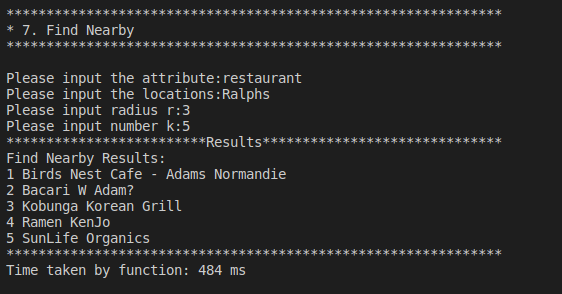 **************************************************************
* 7. Find Nearby
**************************************************************
Please input the attribute:restaurant
Please input the locations:Ralphs
Please input radius r:3
Please input number k:5
*************************Results******************************
Find Nearby Results:
1 Birds Nest Cafe - Adams Normandie
2 Bacari W Adam?
3 Kobunga Korean Grill
4 Ramen KenJo
5 SunLife Organics
**************************************************************
Time taken by function: 484 ms